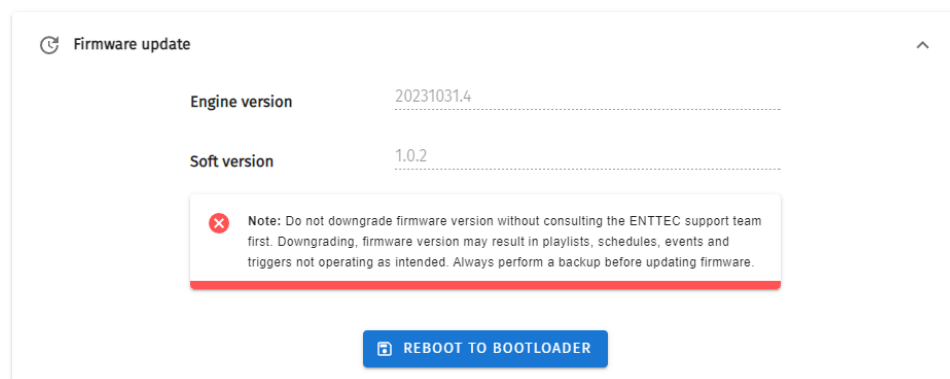 Firmware update
Engine version 20231031.4
Soft version 1.0.2
Note: Do not downgrade firmware version without consulting the ENTTEC support team
first. Downgrading, firmware version may result in playlists, schedules, events and
triggers not operating as intended. Always perform a backup before updating firmware.
REBOOT TO BOOTLOADER